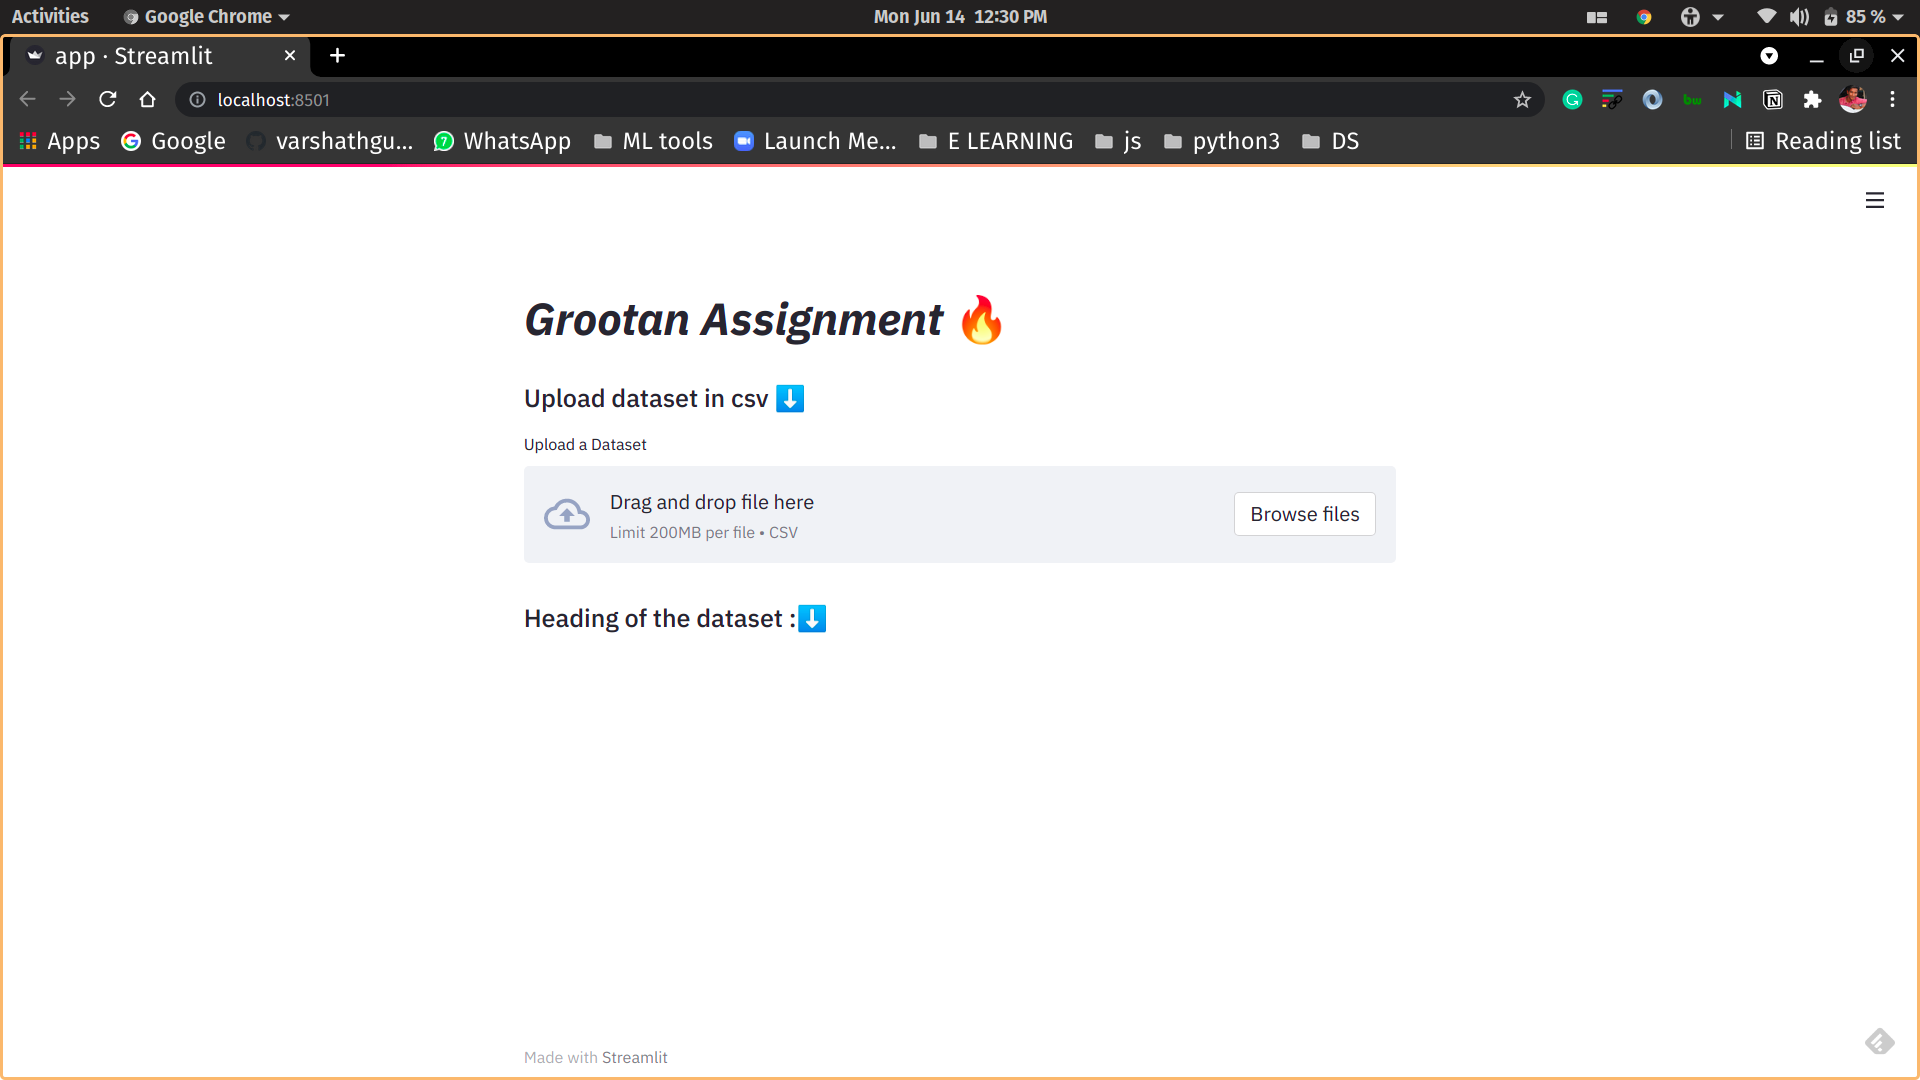 Activities Google Chrome Mon Jun 14 12:30 PM 85 %
app · Streamlit
localhost:8501
Apps Google varshathgu... WhatsApp ML tools Launch Me... E LEARNING js python3 DS Reading list
Grootan Assignment 🔥
Upload dataset in csv ⬇️
Upload a Dataset
Drag and drop file here
Limit 200MB per file • CSV
Browse files
Heading of the dataset :⬇️
Made with Streamlit